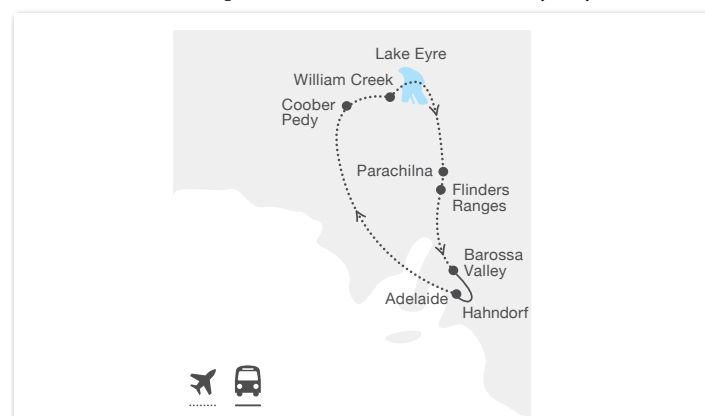 Lake Eyre
William Creek
Coober
Pedy
Parachilna
Flinders
Ranges
Barossa
Valley
Adelaide
Hahndorf